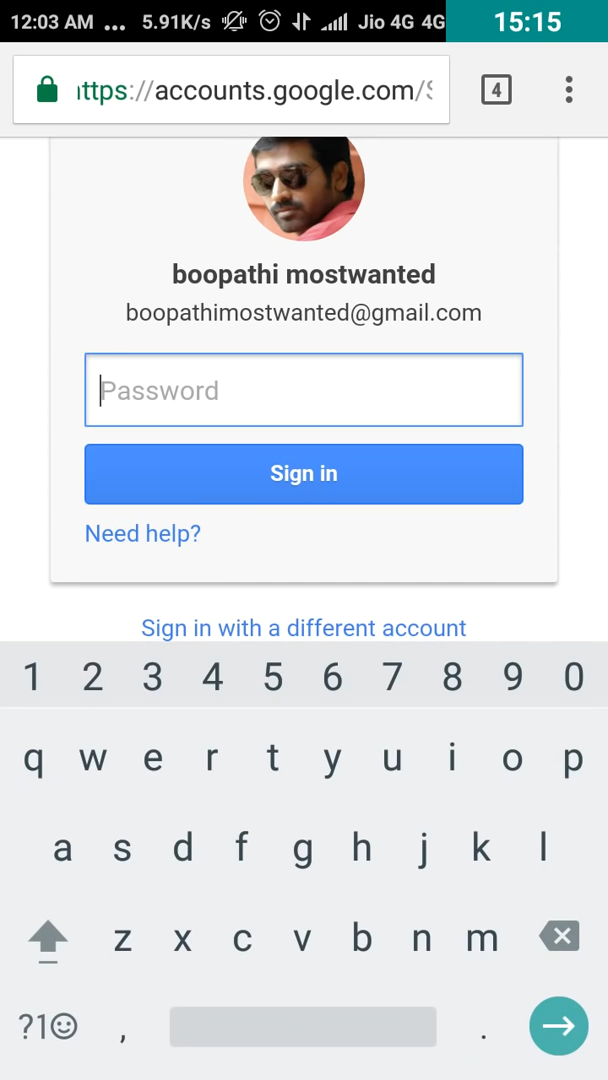 12:03 AM ... 5.91K/s Jio 4G 4G 15:15
ttps://accounts.google.com/S 4
boopathi mostwanted
boopathimostwanted@gmail.com
Password
Sign in
Need help?
Sign in with a different account
1 2 3 4 5 6 7 8 9 0
q w e r t y u i o p
a s d f g h j k l
z x c v b n m
?1☺ , .